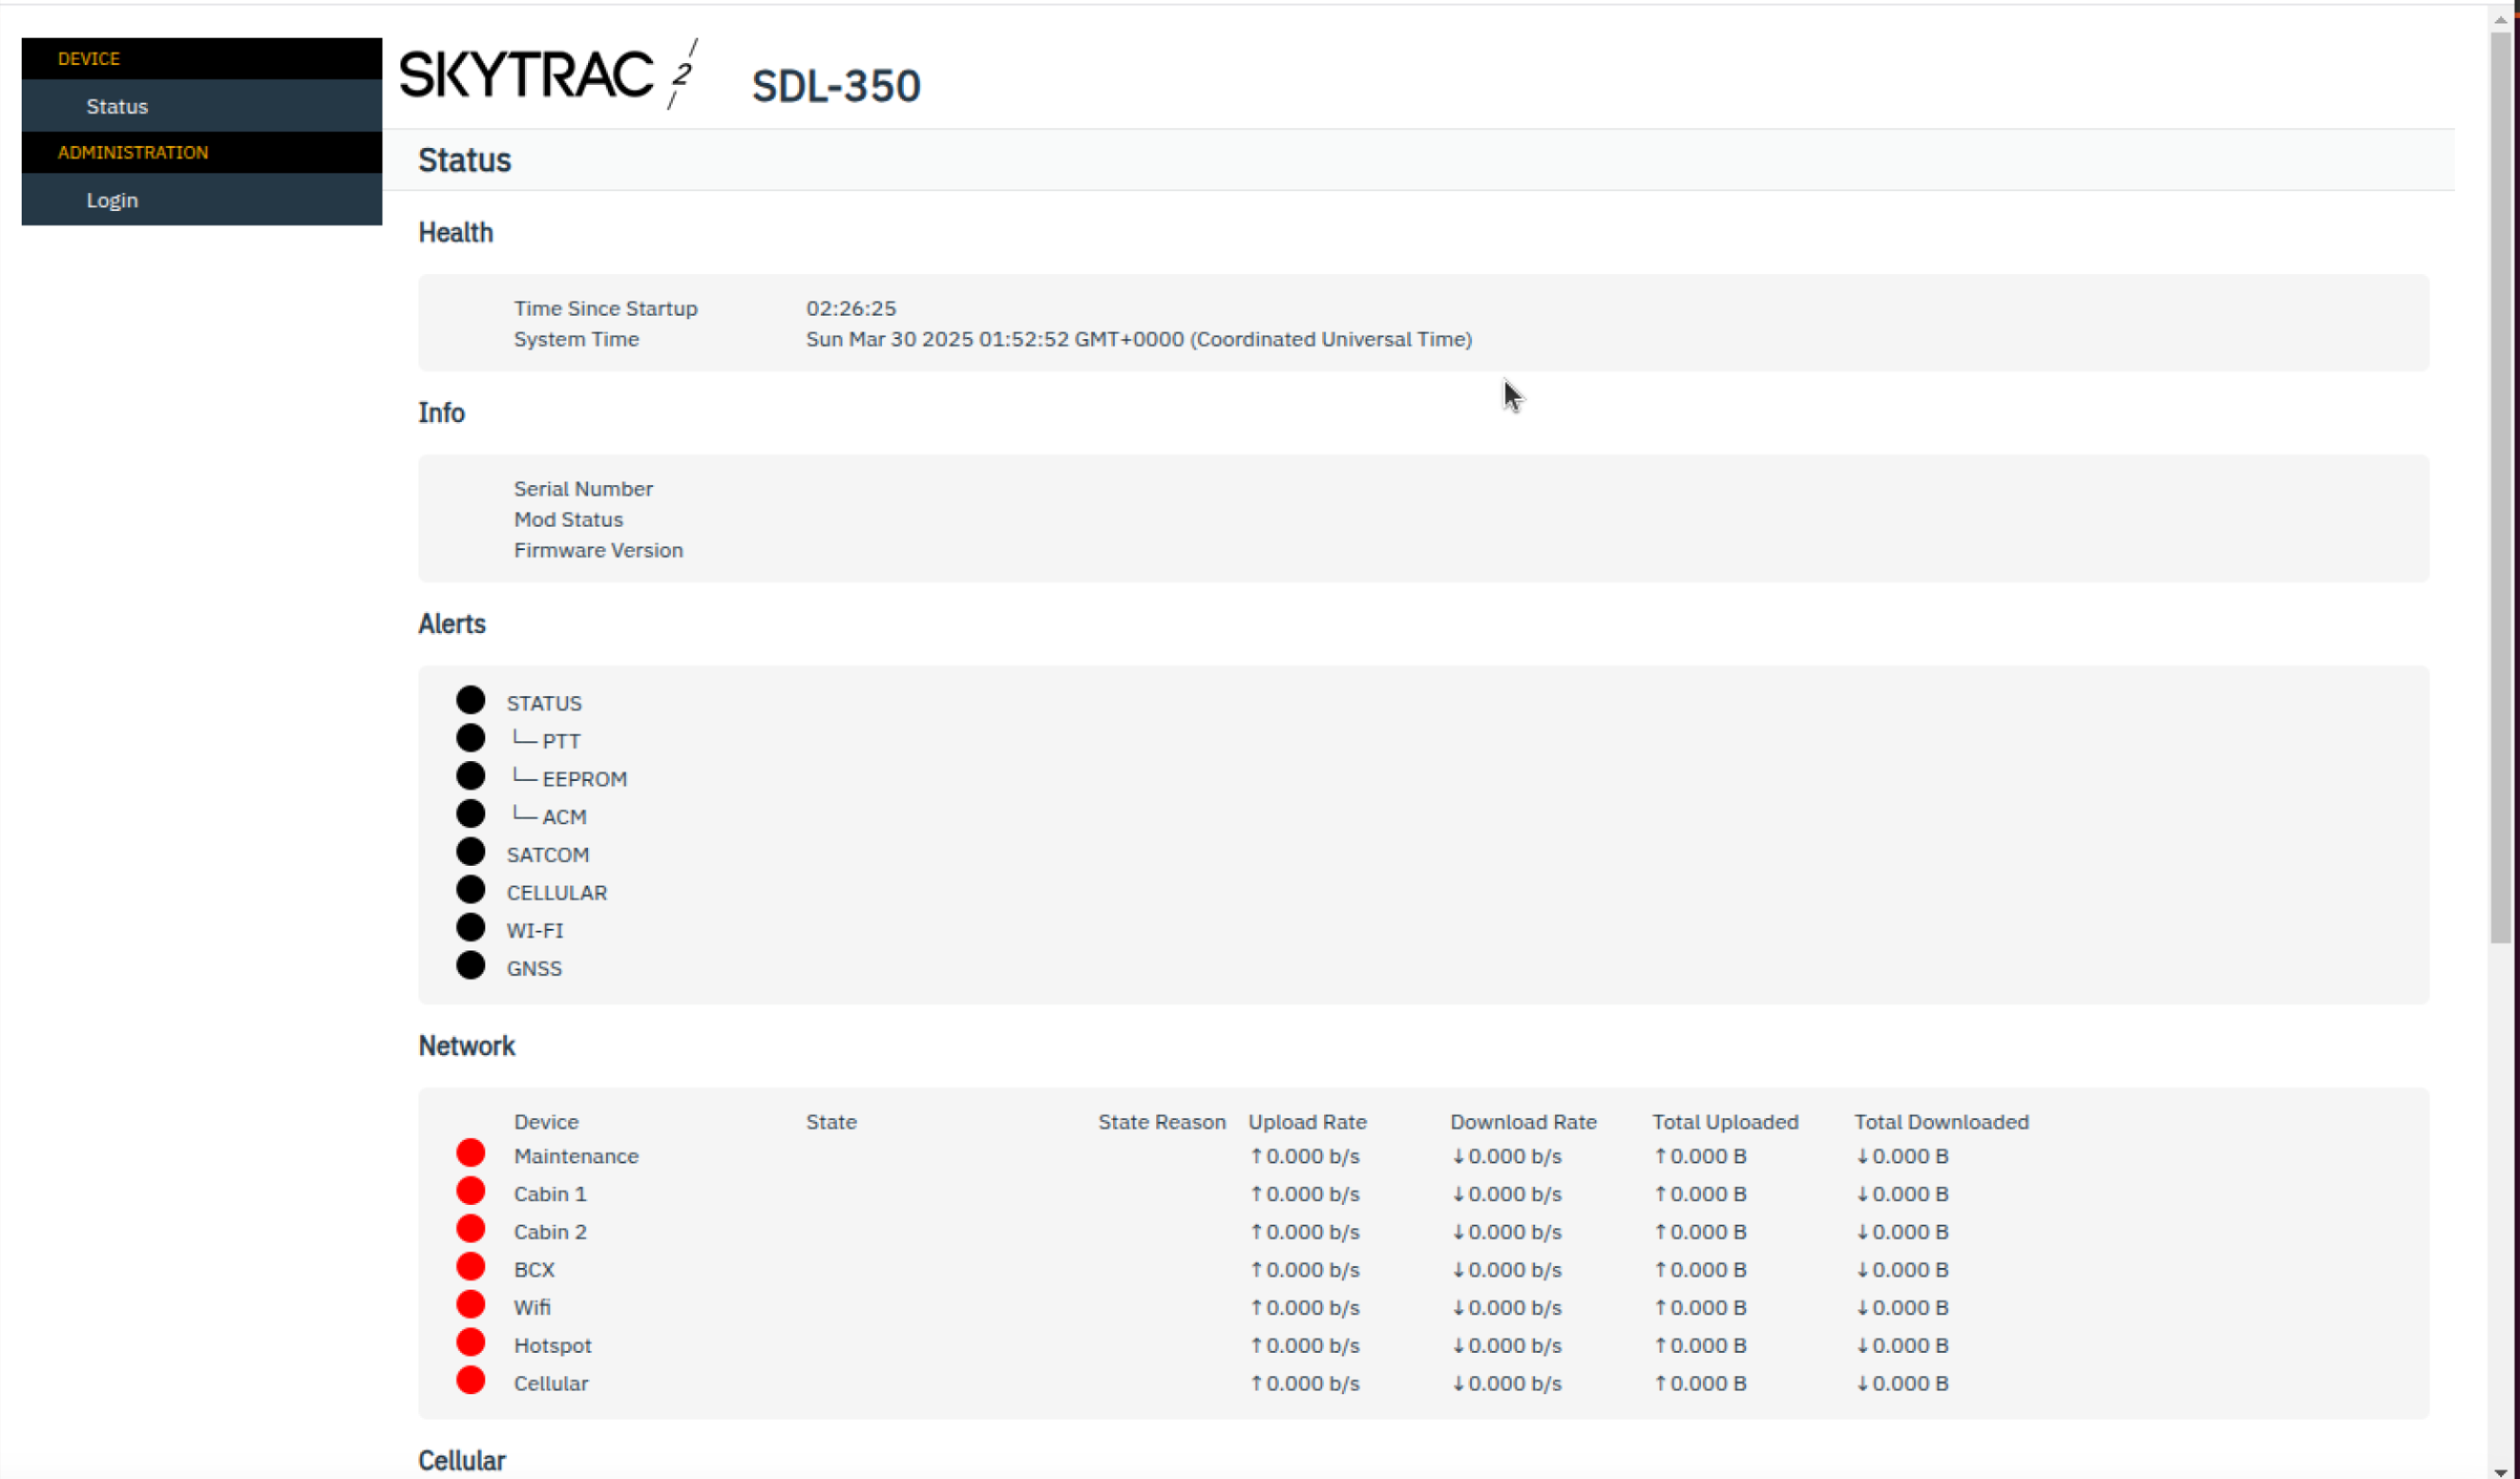 DEVICE
Status
ADMINISTRATION
Login
SKYTRAC 2
SDL-350
Status
Health
Time Since Startup 02:26:25
System Time Sun Mar 30 2025 01:52:52 GMT+0000 (Coordinated Universal Time)
Info
Serial Number
Mod Status
Firmware Version
Alerts
STATUS
└─ PTT
└─ EEPROM
└─ ACM
SATCOM
CELLULAR
WI-FI
GNSS
Network
Device State State Reason Upload Rate Download Rate Total Uploaded Total Downloaded
Maintenance ↑0.000 b/s ↓0.000 b/s ↑0.000 B ↓0.000 B
Cabin 1 ↑0.000 b/s ↓0.000 b/s ↑0.000 B ↓0.000 B
Cabin 2 ↑0.000 b/s ↓0.000 b/s ↑0.000 B ↓0.000 B
BCX ↑0.000 b/s ↓0.000 b/s ↑0.000 B ↓0.000 B
Wifi ↑0.000 b/s ↓0.000 b/s ↑0.000 B ↓0.000 B
Hotspot ↑0.000 b/s ↓0.000 b/s ↑0.000 B ↓0.000 B
Cellular ↑0.000 b/s ↓0.000 b/s ↑0.000 B ↓0.000 B
Cellular